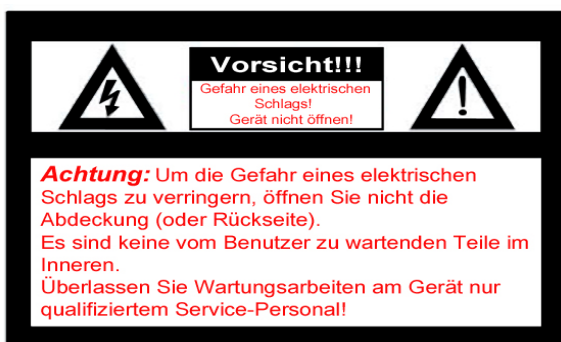 Vorsicht!!!
Gefahr eines elektrischen
Schlags!
Gerät nicht öffnen!
Achtung: Um die Gefahr eines elektrischen
Schlags zu verringern, öffnen Sie nicht die
Abdeckung (oder Rückseite).
Es sind keine vom Benutzer zu wartenden Teile im
Inneren.
Überlassen Sie Wartungsarbeiten am Gerät nur
qualifiziertem Service-Personal!